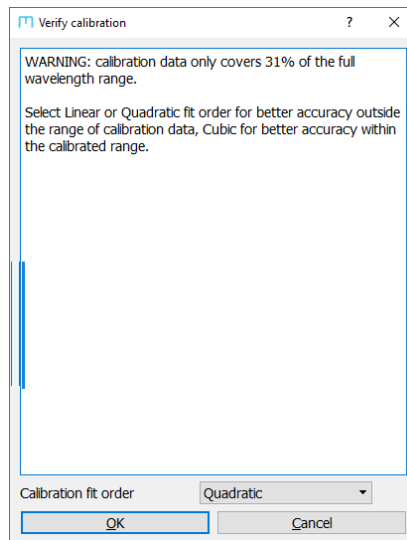 Verify calibration ?
WARNING: calibration data only covers 31% of the full
wavelength range.
Select Linear or Quadratic fit order for better accuracy outside
the range of calibration data, Cubic for better accuracy within
the calibrated range.
Calibration fit order Quadratic
OK Cancel